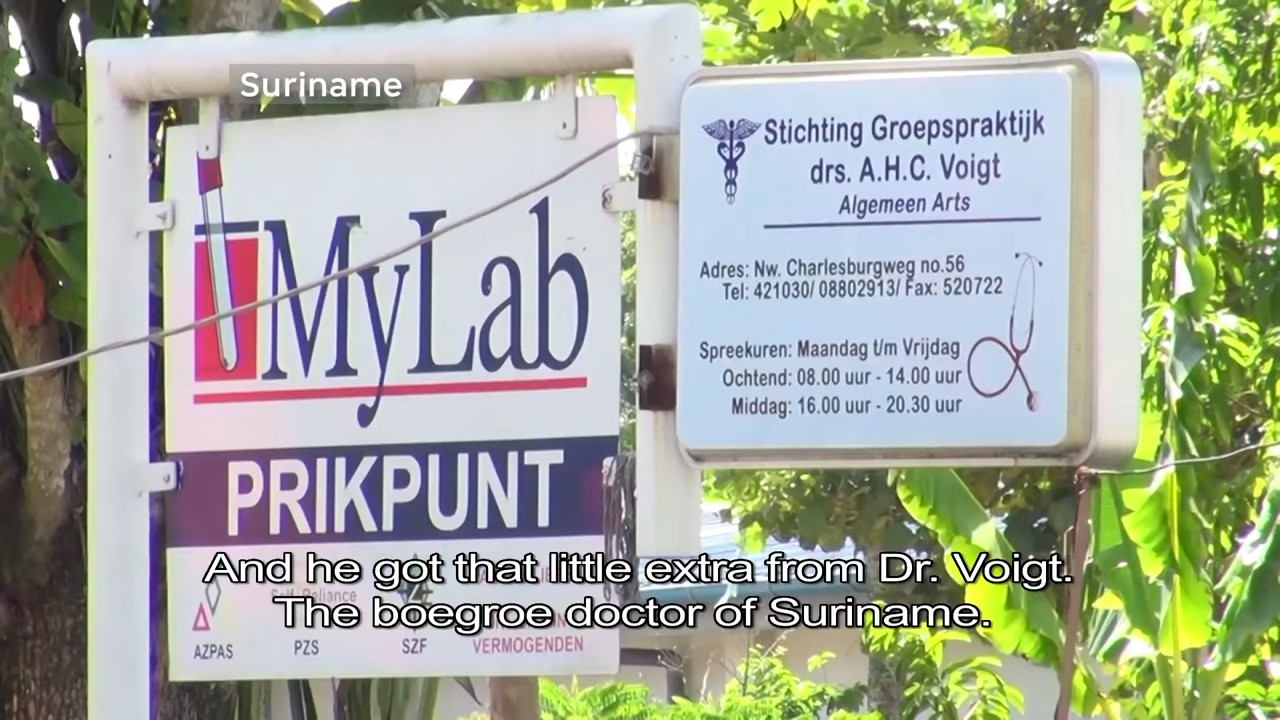 Suriname
MyLab
PRIKPUNT
Self Reliance
AZPAS
PZS
SZF
VERMOGENDEN
Stichting Groepspraktijk
drs. A.H.C. Voigt
Algemeen Arts
Adres: Nw. Charlesburgweg no.56
Tel: 421030/ 08802913/ Fax: 520722
Spreekuren: Maandag t/m Vrijdag
Ochtend: 08.00 uur - 14.00 uur
Middag: 16.00 uur - 20.30 uur
And he got that little extra from Dr. Voigt.
The boegroe doctor of Suriname.